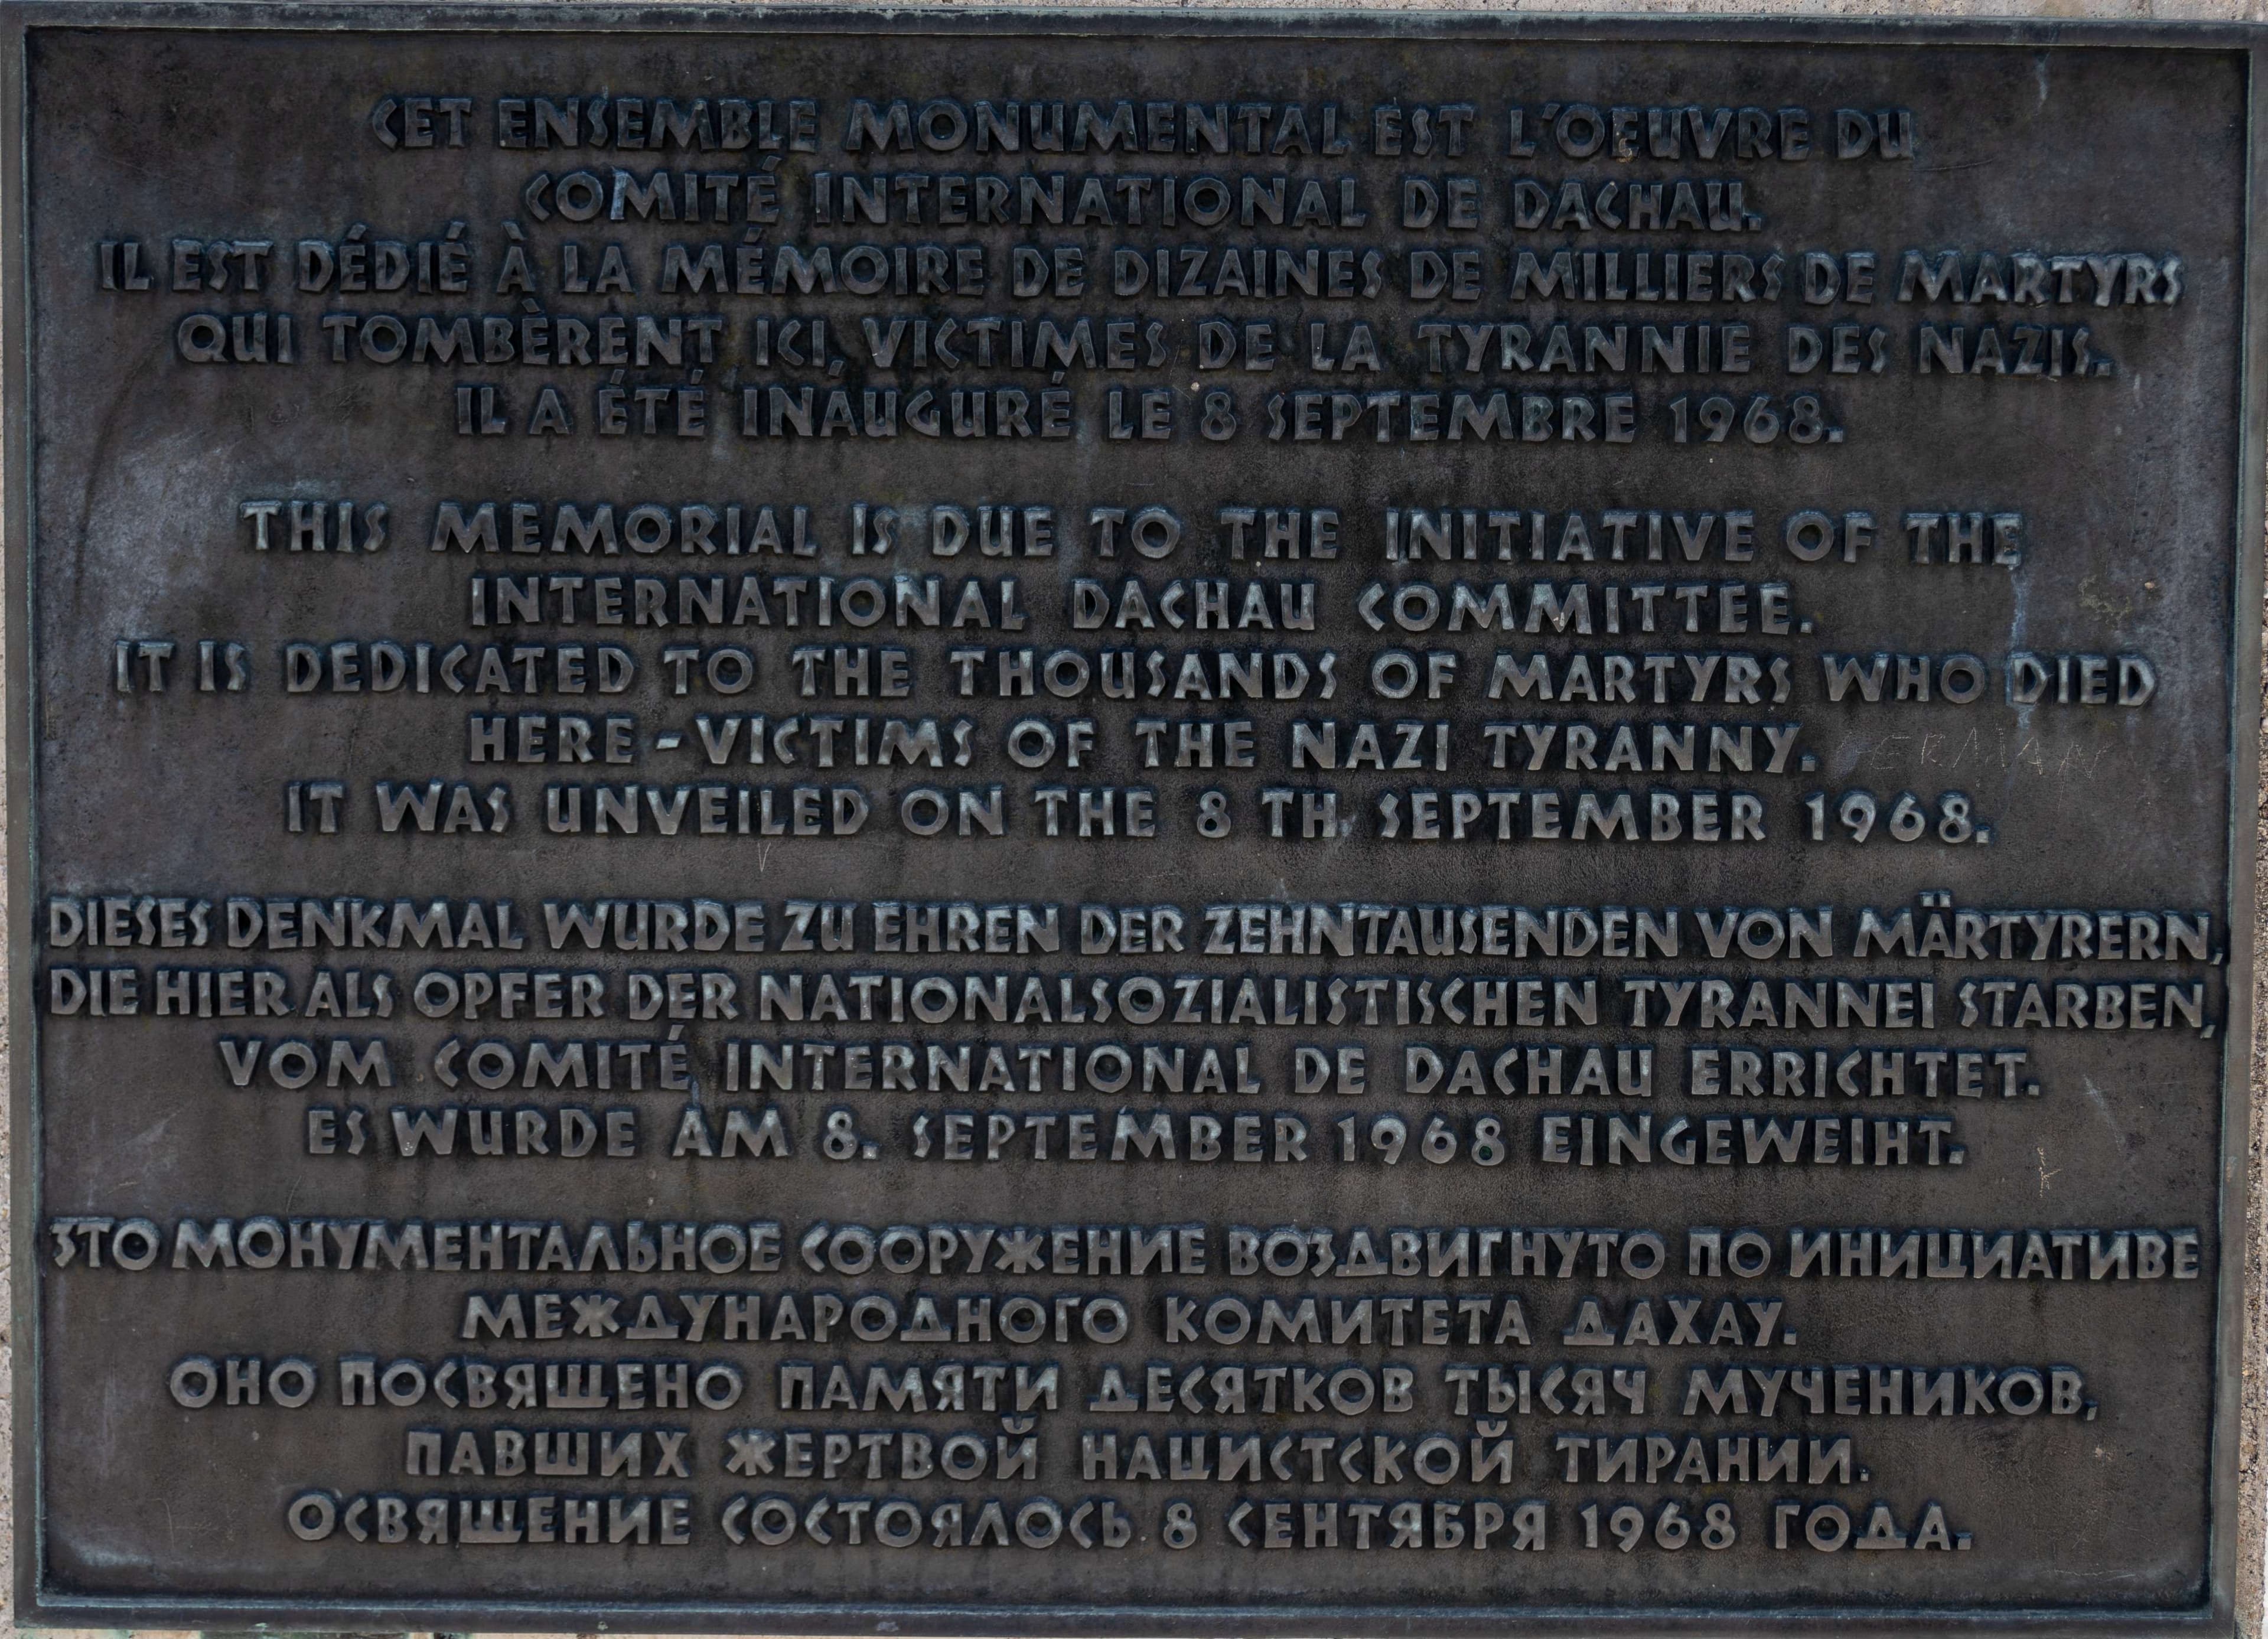 CET ENSEMBLE MONUMENTAL EST L'OEUVRE DU
COMITÉ INTERNATIONAL DE DACHAU.
IL EST DÉDIÉ À LA MÉMOIRE DE DIZAINES DE MILLIERS DE MARTYRS
QUI TOMBÈRENT ICI, VICTIMES DE LA TYRANNIE DES NAZIS.
IL A ÉTÉ INAUGURÉ LE 8 SEPTEMBRE 1968.
THIS MEMORIAL IS DUE TO THE INITIATIVE OF THE
INTERNATIONAL DACHAU COMMITTEE.
IT IS DEDICATED TO THE THOUSANDS OF MARTYRS WHO DIED
HERE-VICTIMS OF THE NAZI TYRANNY.
IT WAS UNVEILED ON THE 8 TH. SEPTEMBER 1968.
DIESES DENKMAL WURDE ZU EHREN DER ZEHNTAUSENDEN VON MÄRTYRERN,
DIE HIER ALS OPFER DER NATIONALSOZIALISTISCHEN TYRANNEI STARBEN,
VOM COMITÉ INTERNATIONAL DE DACHAU ERRICHTET.
ES WURDE AM 8. SEPTEMBER 1968 EINGEWEIHT.
ЭТО МОНУМЕНТАЛЬНОЕ СООРУЖЕНИЕ ВОЗДВИГНУТО ПО ИНИЦИАТИВЕ
МЕЖДУНАРОДНОГО КОМИТЕТА ДАХАУ.
ОНО ПОСВЯЩЕНО ПАМЯТИ ДЕСЯТКОВ ТЫСЯЧ МУЧЕНИКОВ,
ПАВШИХ ЖЕРТВОЙ НАЦИСТСКОЙ ТИРАНИИ.
ОСВЯЩЕНИЕ СОСТОЯЛОСЬ 8 СЕНТЯБРЯ 1968 ГОДА.